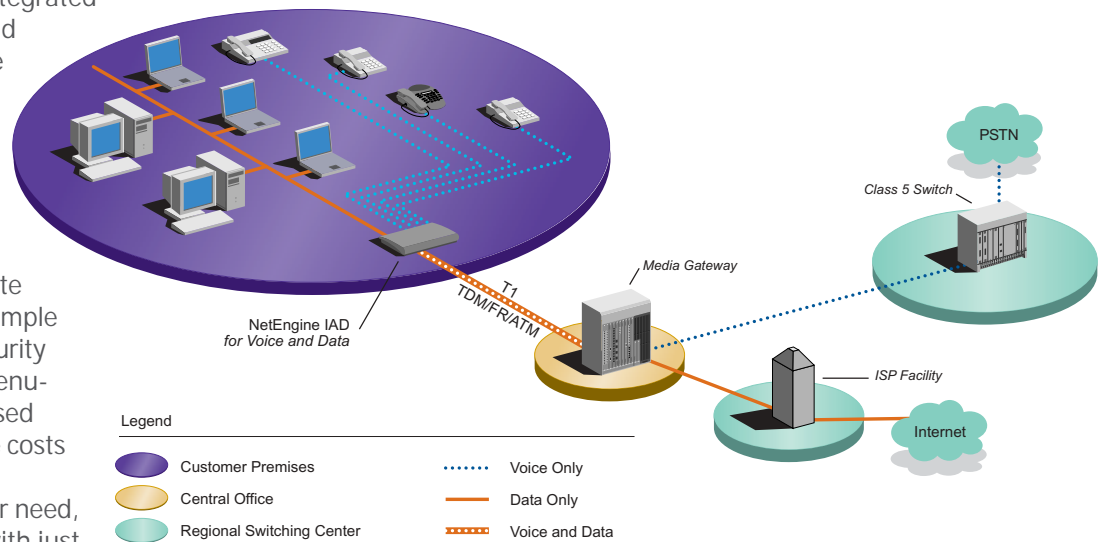 tegrated
d
e
te
mple
urity
enu-
sed
costs
r need,
ith just
PSTN
Class 5 Switch
Media Gateway
T1
TDM/FR/ATM
NetEngine IAD
for Voice and Data
ISP Facility
Internet
Legend
Customer Premises
Voice Only
Central Office
Data Only
Regional Switching Center
Voice and Data